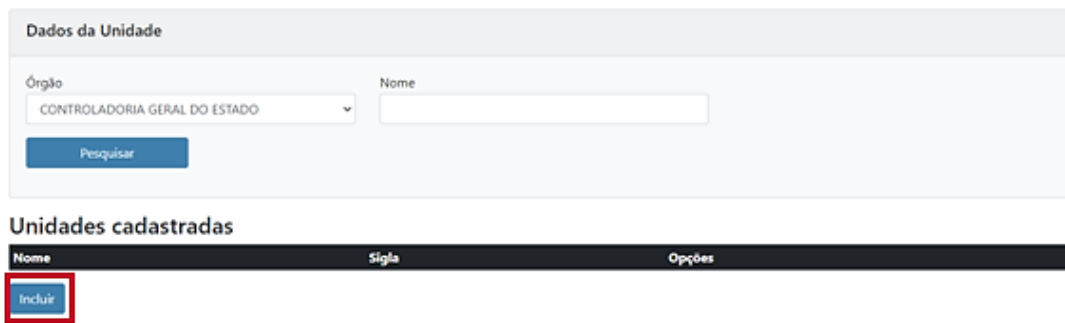 Dados da Unidade
Órgão Nome
CONTROLADORIA GERAL DO ESTADO
Pesquisar
Unidades cadastradas
Nome Sigla Opções
Incluir